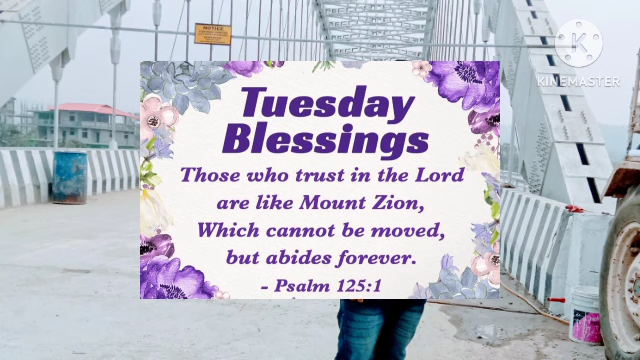 NOTICE
KINEMASTER
Tuesday
Blessings
Those who trust in the Lord
are like Mount Zion,
Which cannot be moved,
but abides forever.
- Psalm 125:1